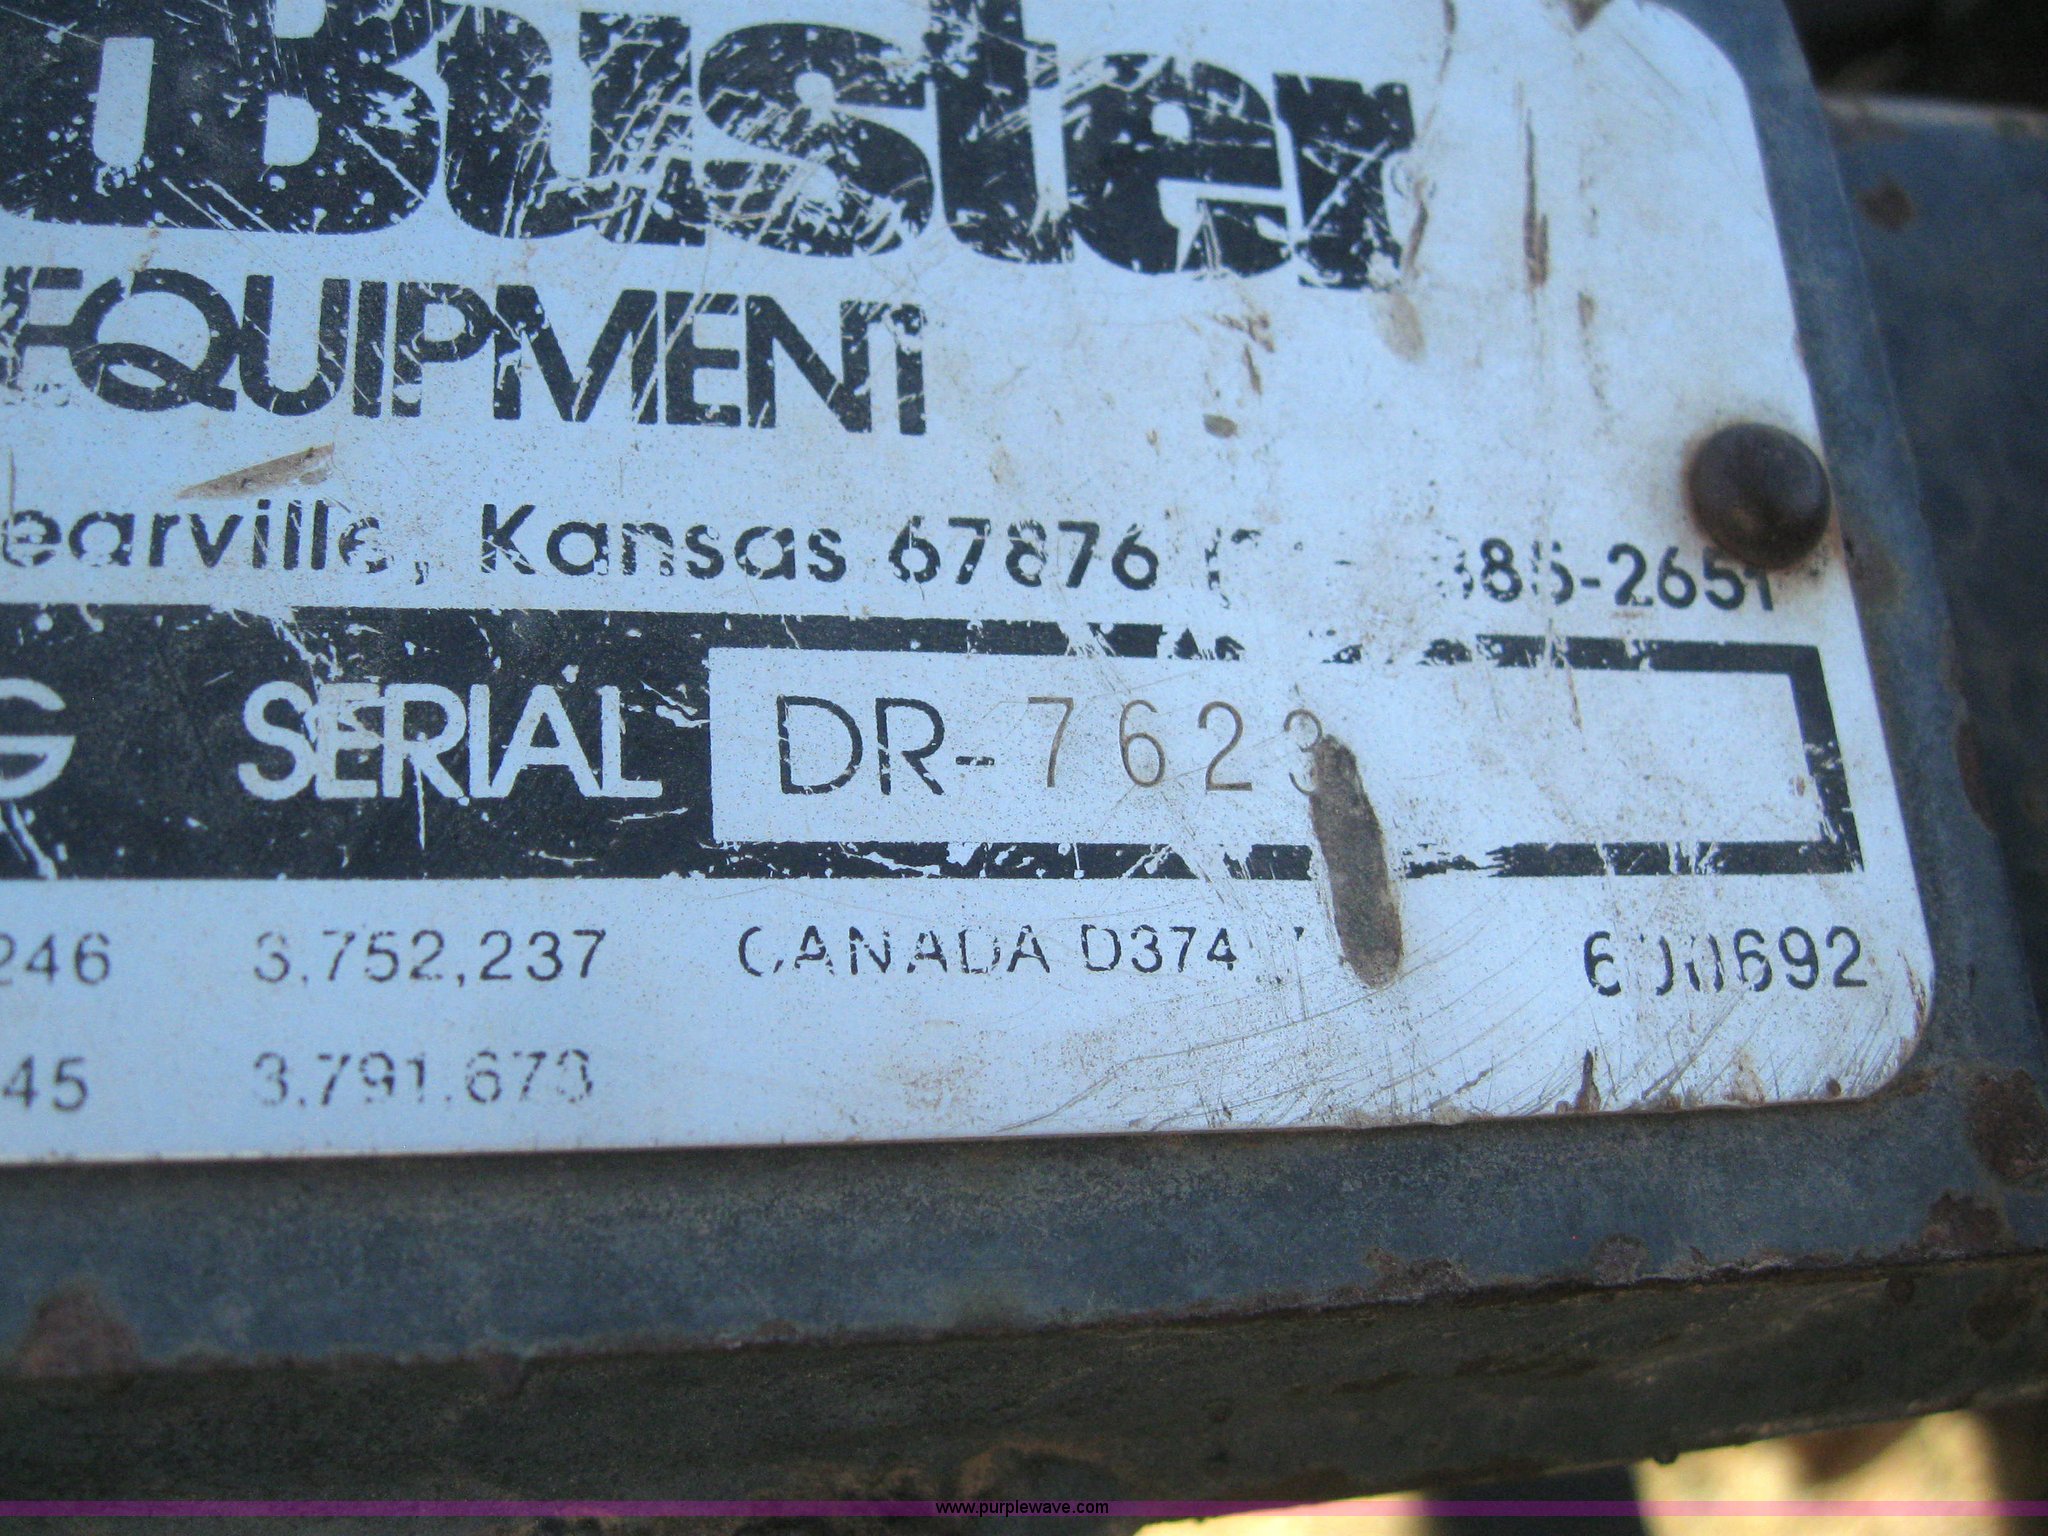 Buster
EQUIPMENT
earville, Kansas 67876 385-2651
G SERIAL DR-7623
246 3,752,237 CANADA D374 600692
45 3,791,673
www.purplewave.com